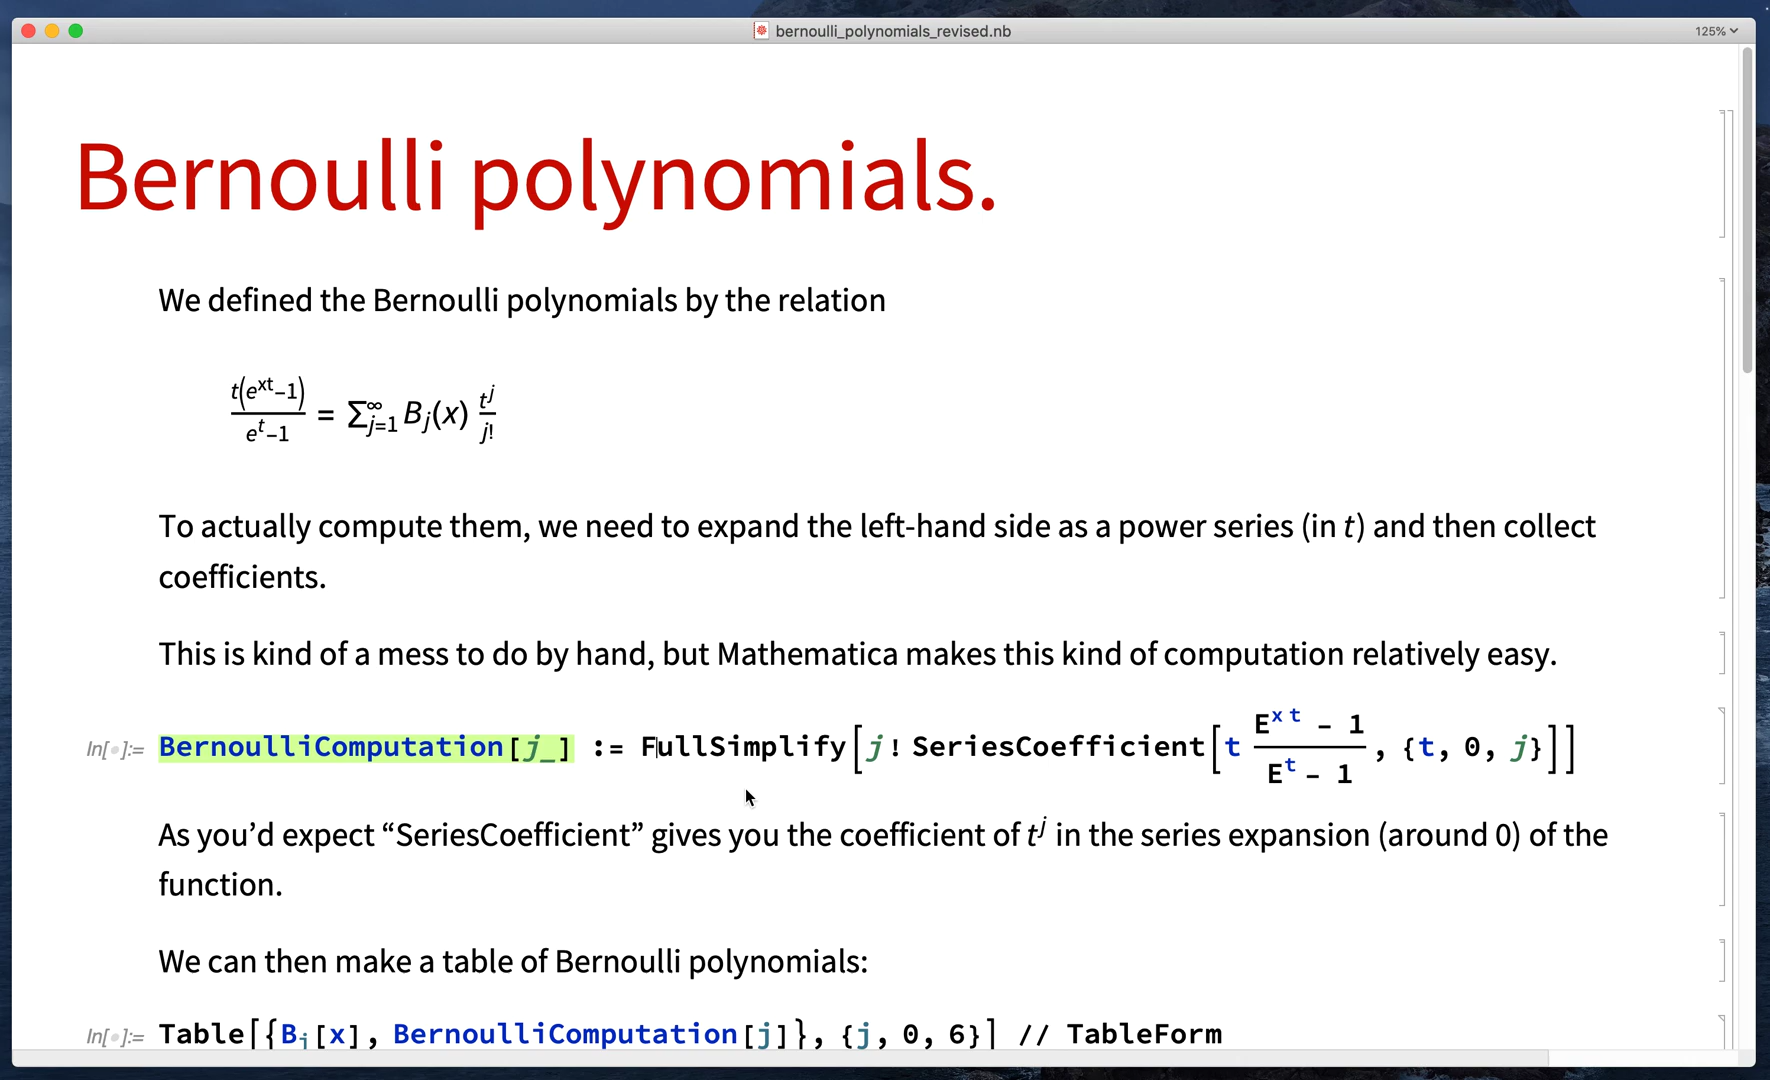 bernoulli_polynomials_revised.nb
125%
Bernoulli polynomials.
We defined the Bernoulli polynomials by the relation
t(e^xt−1)/(e^t−1) = ∑_{j=1}^∞ B_j(x) t^j/j!
To actually compute them, we need to expand the left-hand side as a power series (in t) and then collect
coefficients.
This is kind of a mess to do by hand, but Mathematica makes this kind of computation relatively easy.
In[•]:= BernoulliComputation[j_] := FullSimplify[j! SeriesCoefficient[t (E^(x t) − 1)/(E^t − 1), {t, 0, j}]]
As you’d expect “SeriesCoefficient” gives you the coefficient of t^j in the series expansion (around 0) of the
function.
We can then make a table of Bernoulli polynomials:
In[•]:= Table[{B_j[x], BernoulliComputation[j]}, {j, 0, 6}] // TableForm